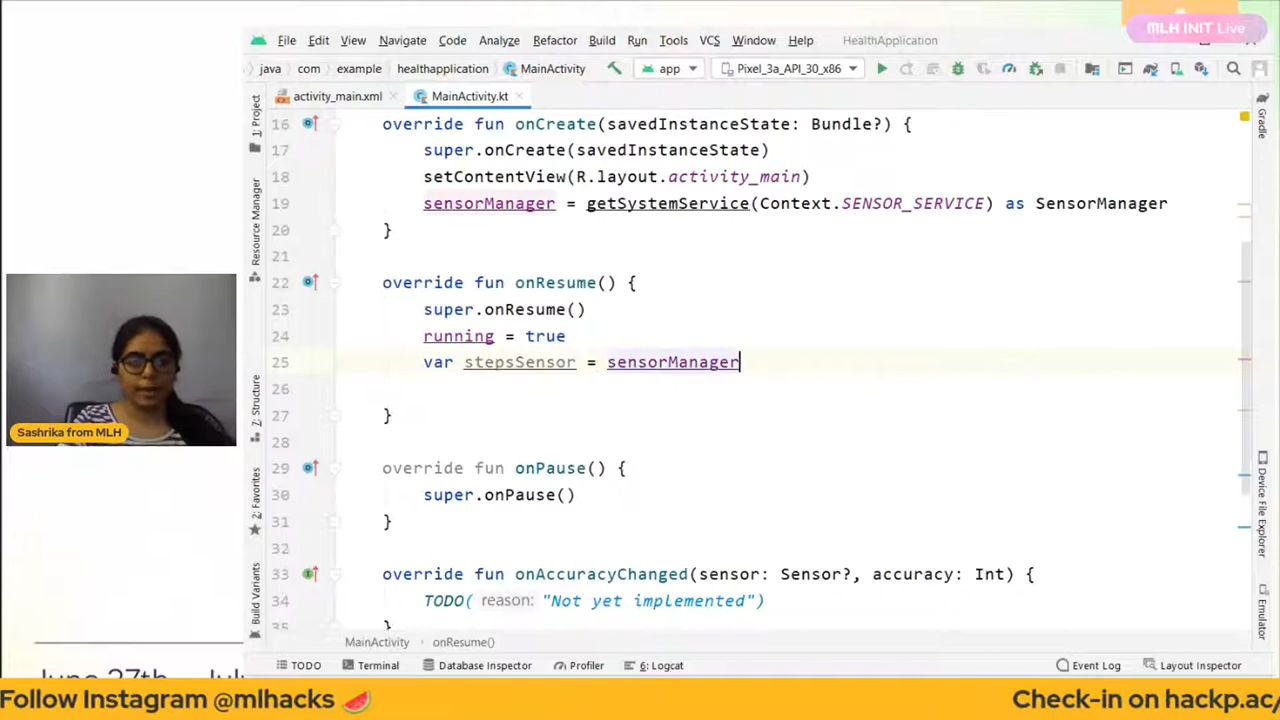 MLH INIT Live
File Edit View Navigate Code Analyze Refactor Build Run Tools VCS Window Help HealthApplication
java com example healthapplication MainActivity app Pixel_3a_API_30_x86
activity_main.xml MainActivity.kt
16 override fun onCreate(savedInstanceState: Bundle?) {
17 super.onCreate(savedInstanceState)
18 setContentView(R.layout.activity_main)
19 sensorManager = getSystemService(Context.SENSOR_SERVICE) as SensorManager
20 }
21
22 override fun onResume() {
23 super.onResume()
24 running = true
25 var stepsSensor = sensorManager
26
27 }
28
29 override fun onPause() {
30 super.onPause()
31 }
32
33 override fun onAccuracyChanged(sensor: Sensor?, accuracy: Int) {
34 TODO( reason: "Not yet implemented")
35 }
MainActivity onResume()
TODO Terminal Database Inspector Profiler 6: Logcat Event Log Layout Inspector
1: Project
Resource Manager
7: Structure
2: Favorites
Build Variants
Gradle
Device File Explorer
Emulator
Sashrika from MLH
Follow Instagram @mlhacks 🍉 Check-in on hackp.ac/